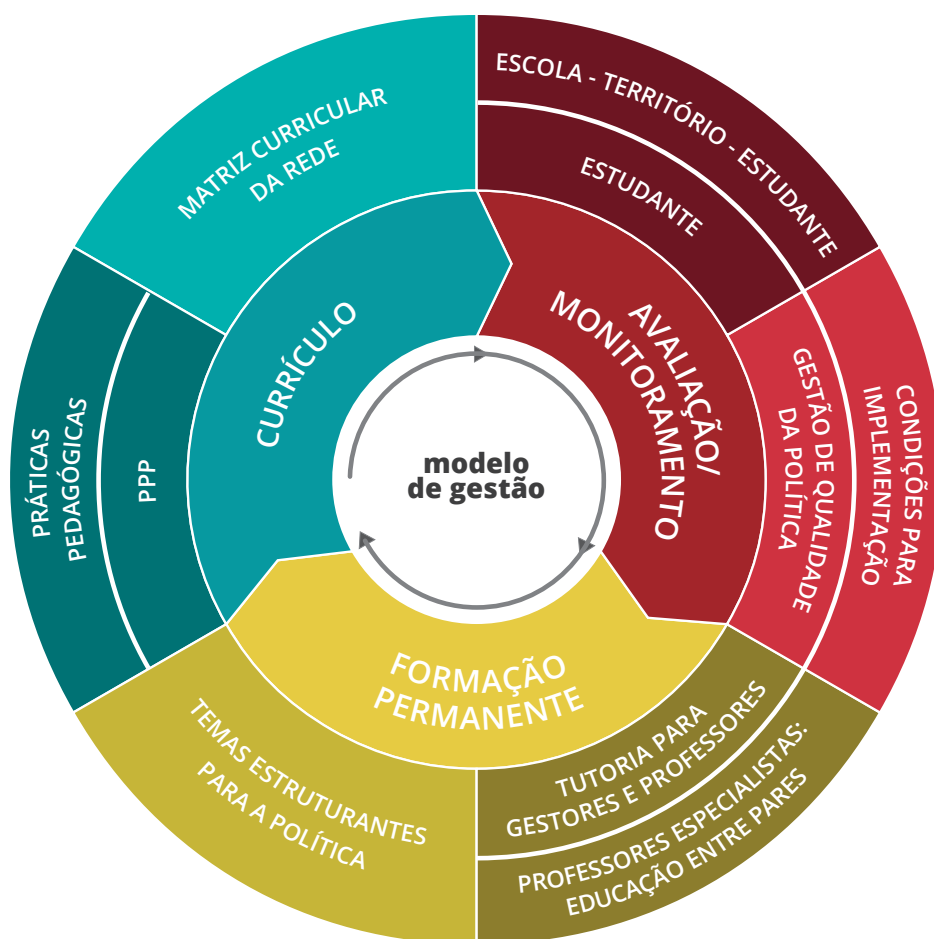 MATRIZ CURRICULAR
DA REDE
ESCOLA - TERRITÓRIO - ESTUDANTE
ESTUDANTE
CURRÍCULO
AVALIAÇÃO/
MONITORAMENTO
PRÁTICAS
PEDAGÓGICAS
PPP
modelo
de gestão
GESTÃO DE QUALIDADE
DA POLÍTICA
CONDIÇÕES PARA
IMPLEMENTAÇÃO
FORMAÇÃO
PERMANENTE
TEMAS ESTRUTURANTES
PARA A POLÍTICA
TUTORIA PARA
GESTORES E PROFESSORES
PROFESSORES ESPECIALISTAS:
EDUCAÇÃO ENTRE PARES